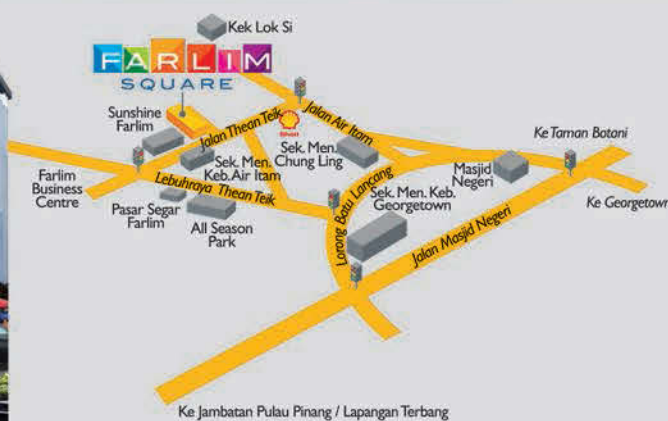 Kek Lok Si
FARLIM
SQUARE
Sunshine
Farlim
Jalan Thean Teik
Shell
Jalan Air Itam
Sek. Men.
Chung Ling
Sek. Men.
Keb. Air Itam
Farlim
Business
Centre
Lebuhraya Thean Teik
Pasar Segar
Farlim
All Season
Park
Lorong Batu Lancang
Sek. Men. Keb.
Georgetown
Masjid
Negeri
Ke Taman Botani
Ke Georgetown
Jalan Masjid Negeri
Ke Jambatan Pulau Pinang / Lapangan Terbang